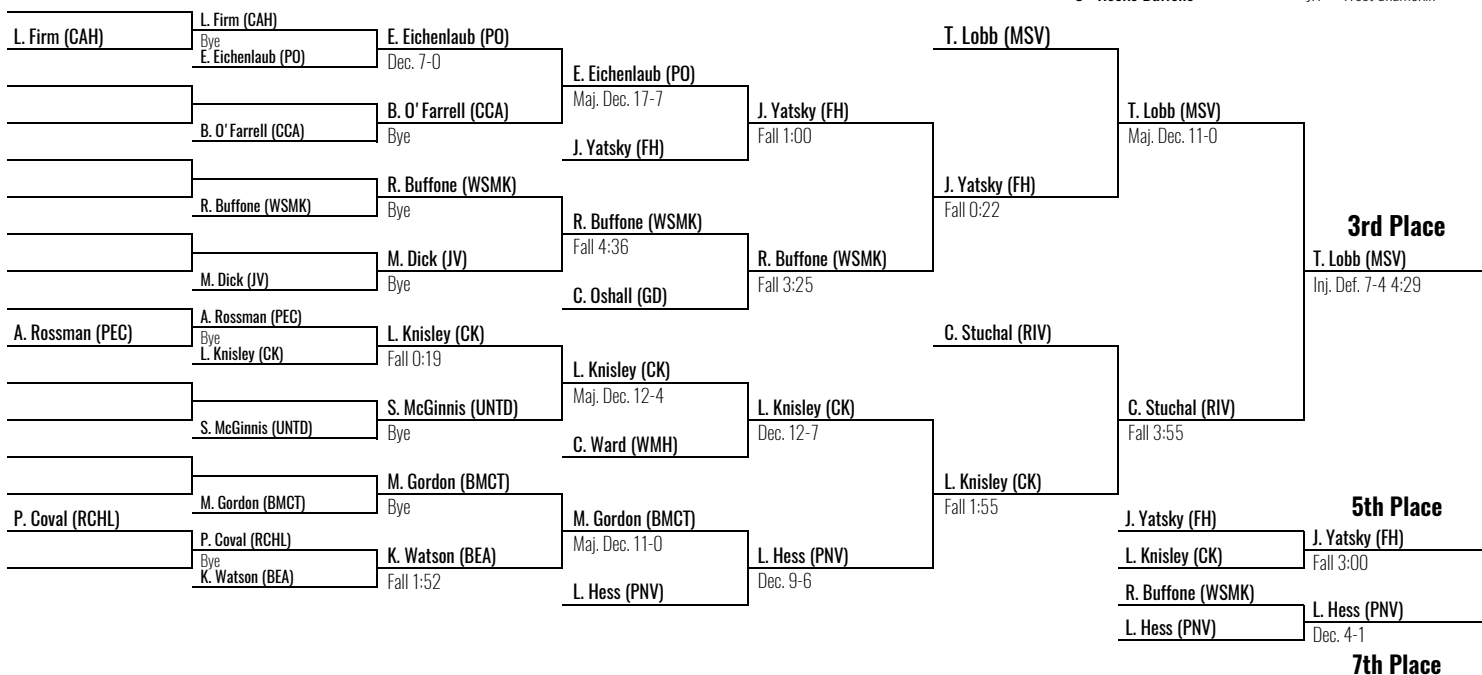 L. Firm (CAH)
L. Firm (CAH)
Bye
E. Eichenlaub (PO)
E. Eichenlaub (PO)
Dec. 7-0
B. O'Farrell (CCA)
B. O'Farrell (CCA)
Bye
R. Buffone (WSMK)
R. Buffone (WSMK)
Bye
M. Dick (JV)
M. Dick (JV)
Bye
A. Rossman (PEC)
A. Rossman (PEC)
Bye
L. Knisley (CK)
L. Knisley (CK)
Fall 0:19
S. McGinnis (UNTD)
S. McGinnis (UNTD)
Bye
M. Gordon (BMCT)
M. Gordon (BMCT)
Bye
P. Coval (RCHL)
P. Coval (RCHL)
Bye
K. Watson (BEA)
K. Watson (BEA)
Fall 1:52
E. Eichenlaub (PO)
Maj. Dec. 17-7
J. Yatsky (FH)
R. Buffone (WSMK)
Fall 4:36
C. Oshall (GD)
L. Knisley (CK)
Maj. Dec. 12-4
C. Ward (WMH)
M. Gordon (BMCT)
Maj. Dec. 11-0
L. Hess (PNV)
J. Yatsky (FH)
Fall 1:00
R. Buffone (WSMK)
Fall 3:25
L. Knisley (CK)
Dec. 12-7
L. Hess (PNV)
Dec. 9-6
T. Lobb (MSV)
J. Yatsky (FH)
Fall 0:22
C. Stuchal (RIV)
L. Knisley (CK)
Fall 1:55
T. Lobb (MSV)
Maj. Dec. 11-0
C. Stuchal (RIV)
Fall 3:55
3rd Place
T. Lobb (MSV)
Inj. Def. 7-4 4:29
J. Yatsky (FH)
L. Knisley (CK)
5th Place
J. Yatsky (FH)
Fall 3:00
R. Buffone (WSMK)
L. Hess (PNV)
L. Hess (PNV)
Dec. 4-1
7th Place